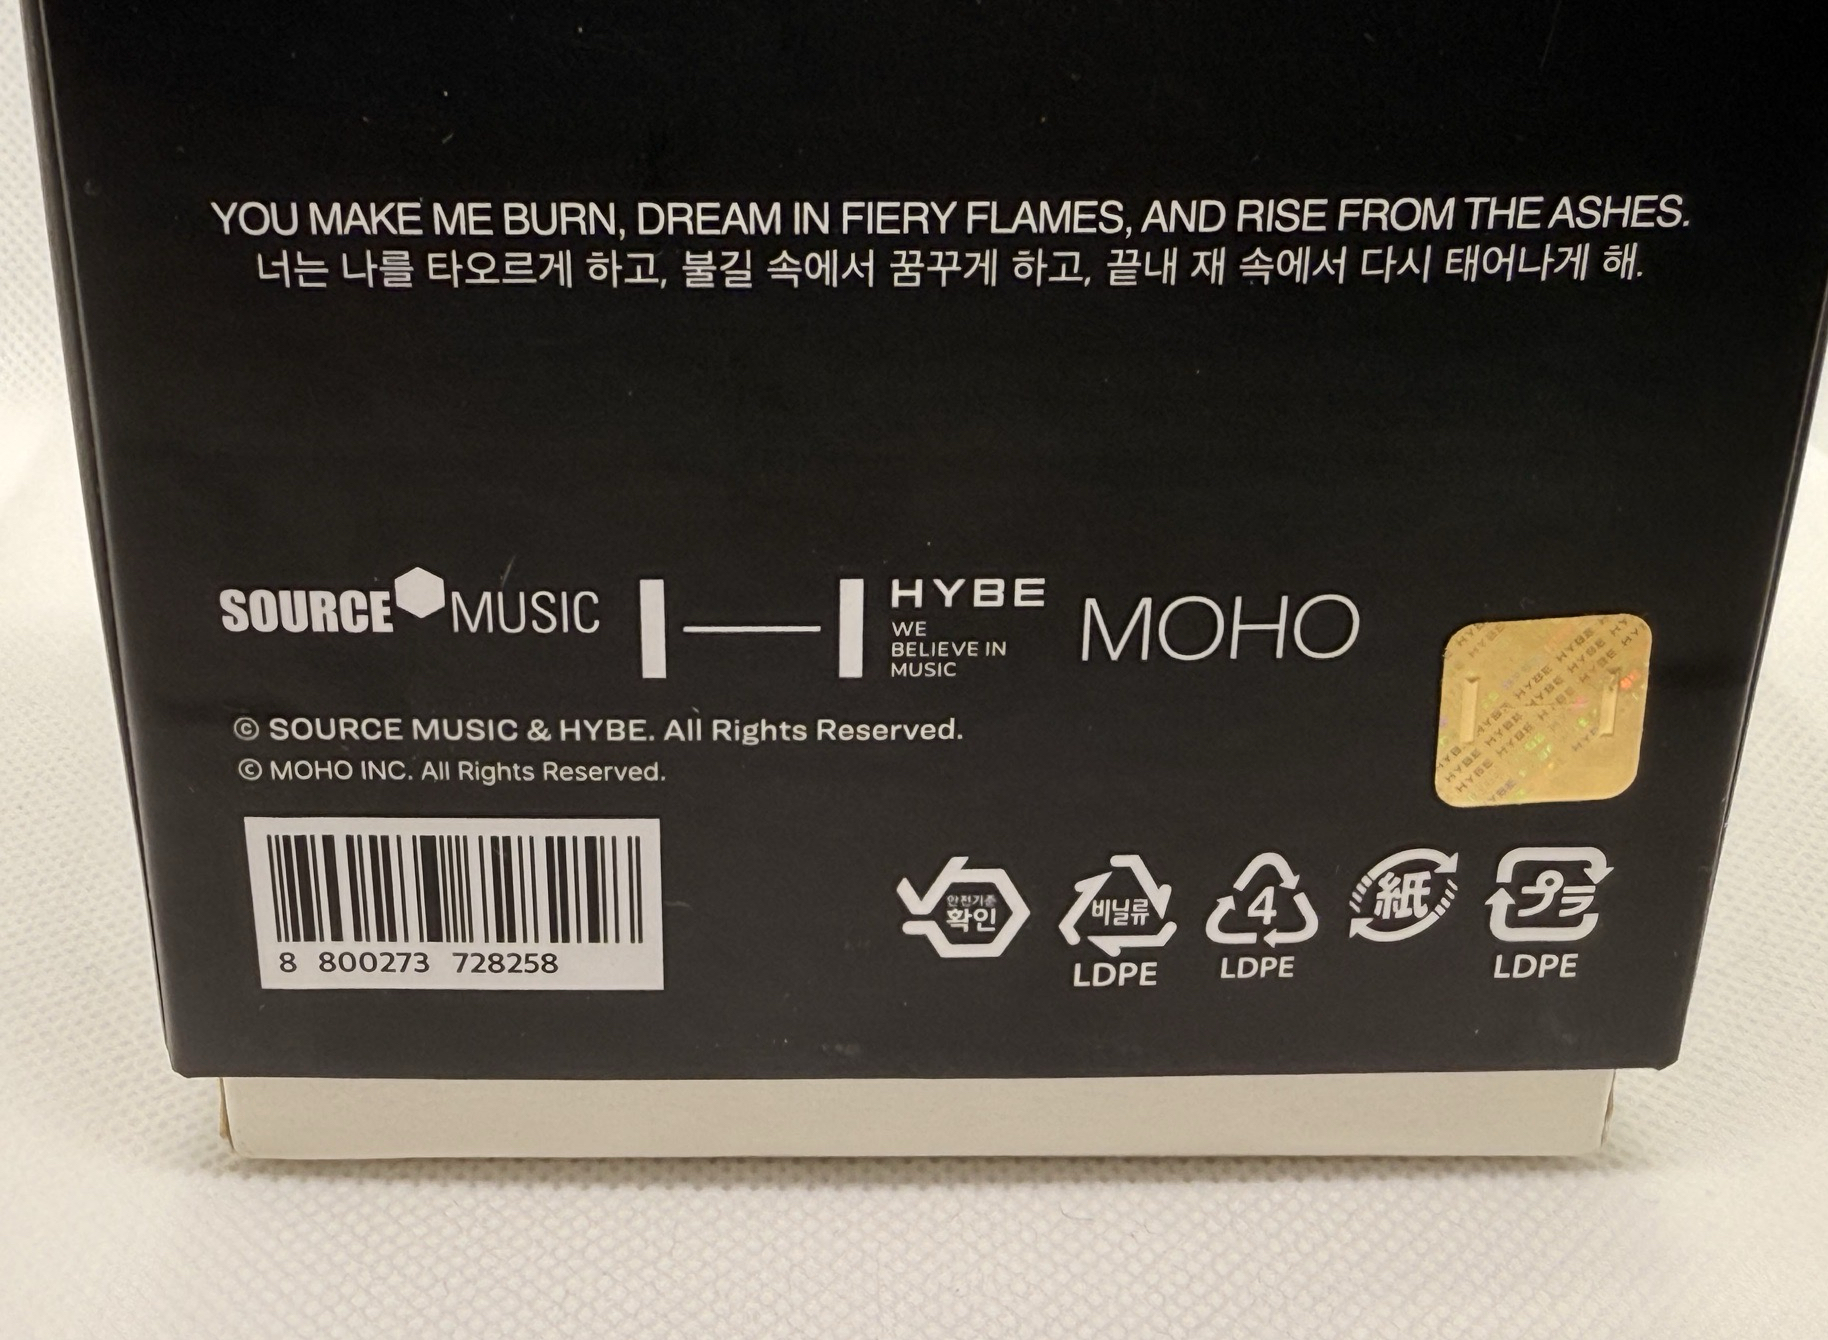 YOU MAKE ME BURN, DREAM IN FIERY FLAMES, AND RISE FROM THE ASHES.
너는 나를 타오르게 하고, 불길 속에서 꿈꾸게 하고, 끝내 재 속에서 다시 태어나게 해.
SOURCE MUSIC
HYBE
WE
BELIEVE IN
MUSIC
MOHO
© SOURCE MUSIC & HYBE. All Rights Reserved.
© MOHO INC. All Rights Reserved.
HYBE HYBE HYBE
8 800273 728258
안전기준
확인
비닐류
LDPE
4
LDPE
紙
プラ
LDPE